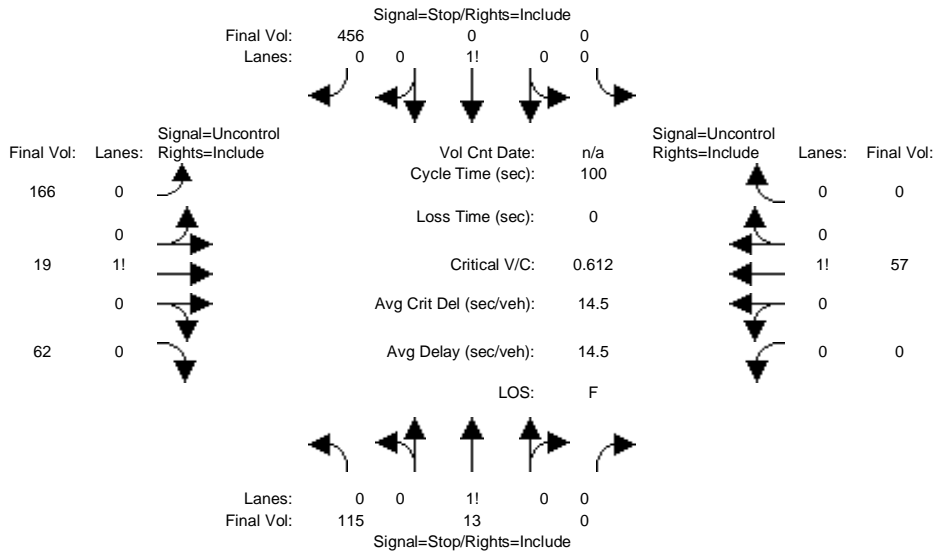 Signal=Stop/Rights=Include
Final Vol: 456 0 0
Lanes: 0 0 1! 0 0
Signal=Uncontrol Signal=Uncontrol
Final Vol: Lanes: Rights=Include Vol Cnt Date: n/a Rights=Include Lanes: Final Vol:
Cycle Time (sec): 100
166 0 0 0
Loss Time (sec): 0
0 0
19 1! Critical V/C: 0.612 1! 57
0 Avg Crit Del (sec/veh): 14.5 0
62 0 Avg Delay (sec/veh): 14.5 0 0
LOS: F
Lanes: 0 0 1! 0 0
Final Vol: 115 13 0
Signal=Stop/Rights=Include